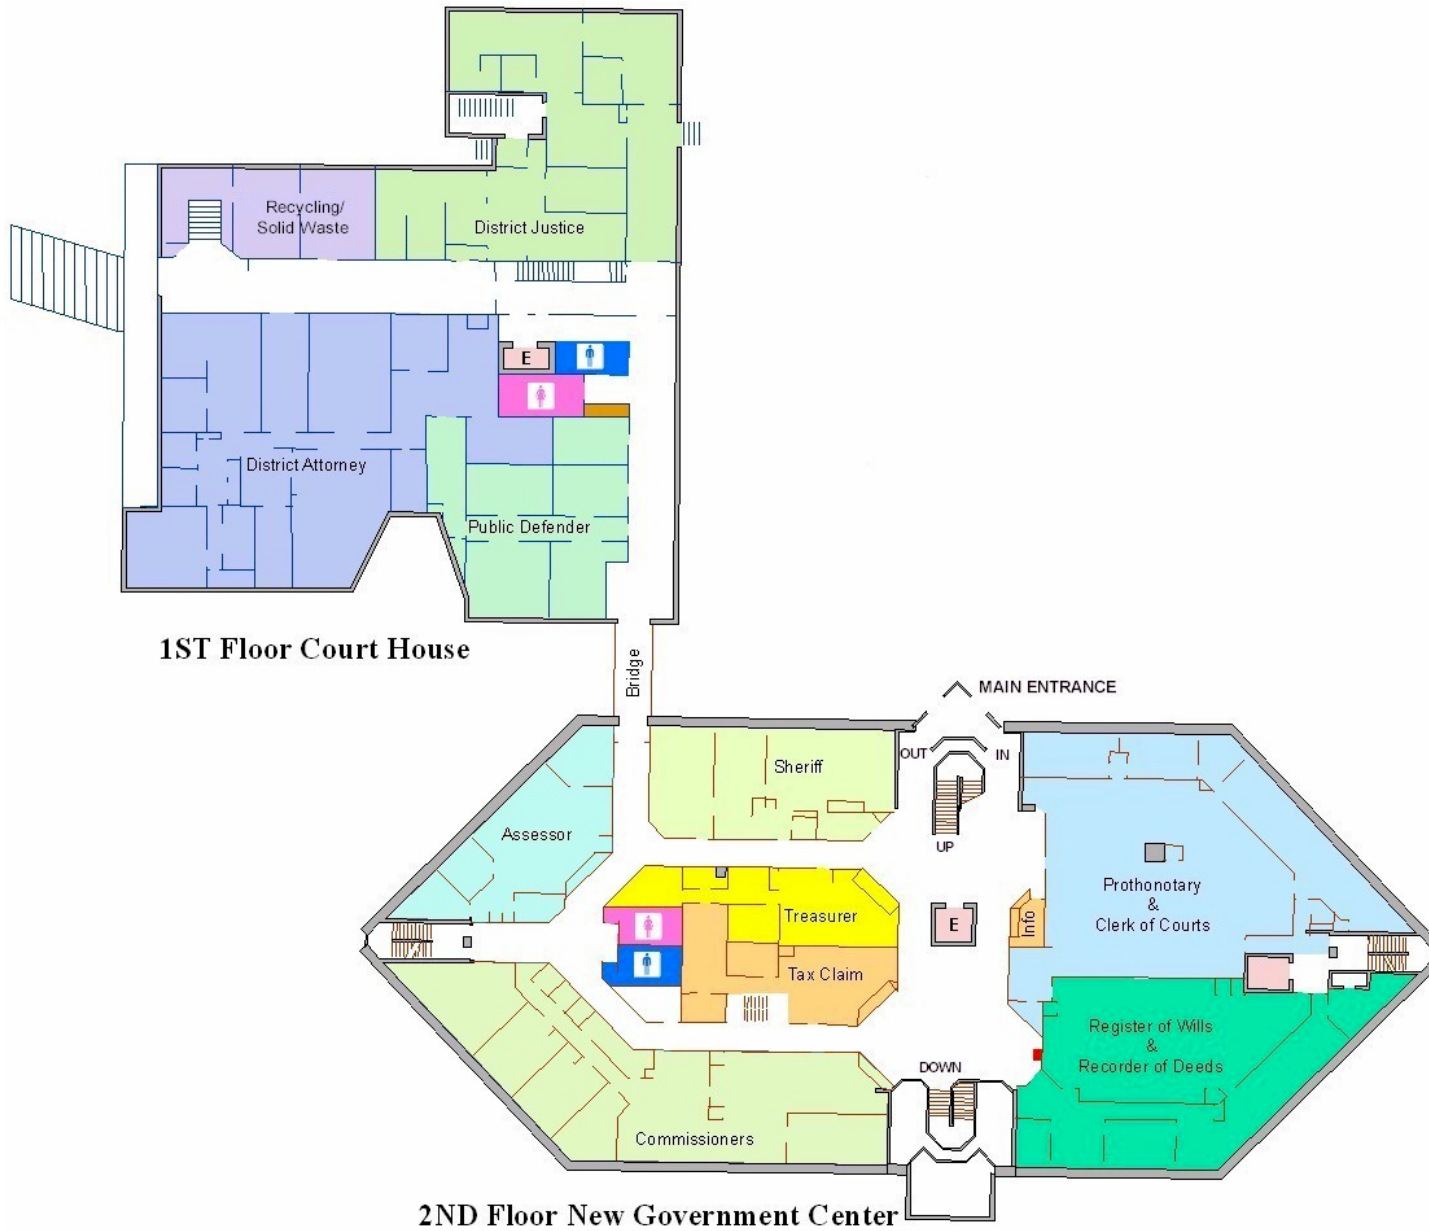 Recycling/
Solid Waste
District Justice
E
District Attorney
Public Defender
1ST Floor Court House
Bridge
MAIN ENTRANCE
OUT
IN
Sheriff
Assessor
UP
Prothonotary
&
Clerk of Courts
Treasurer
Info
E
Tax Claim
Register of Wills
&
Recorder of Deeds
DOWN
Commissioners
2ND Floor New Government Center